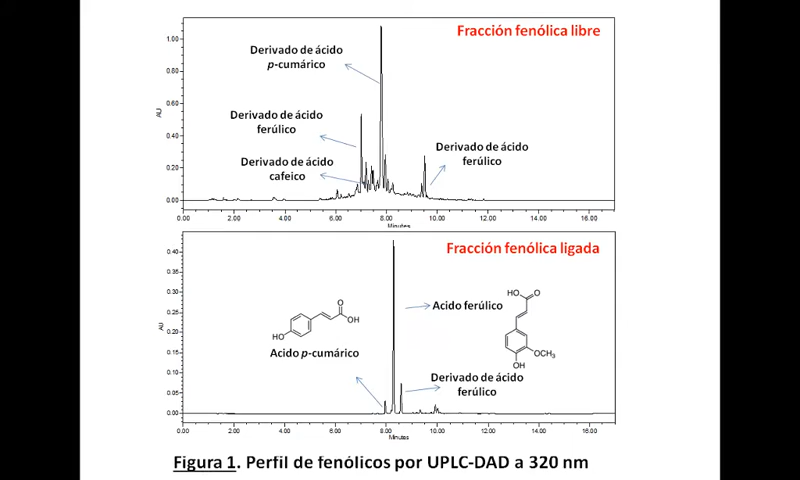 Fracción fenólica libre
1.00
Derivado de ácido
p-cumárico
0.80
AU
0.60
Derivado de ácido
ferúlico
0.40
Derivado de ácido
ferúlico
Derivado de ácido
cafeico
0.20
0.00
0.00 2.00 4.00 6.00 8.00 10.00 12.00 14.00 16.00
Minutes
Fracción fenólica ligada
0.40
0.35
0.30
O
OH
HO
Acido p-cumárico
Acido ferúlico
HO O
OCH3
OH
0.25
AU
0.20
0.15
0.10
Derivado de ácido
ferúlico
0.05
0.00
0.00 2.00 4.00 6.00 8.00 10.00 12.00 14.00 16.00
Minutes
Figura 1. Perfil de fenólicos por UPLC-DAD a 320 nm